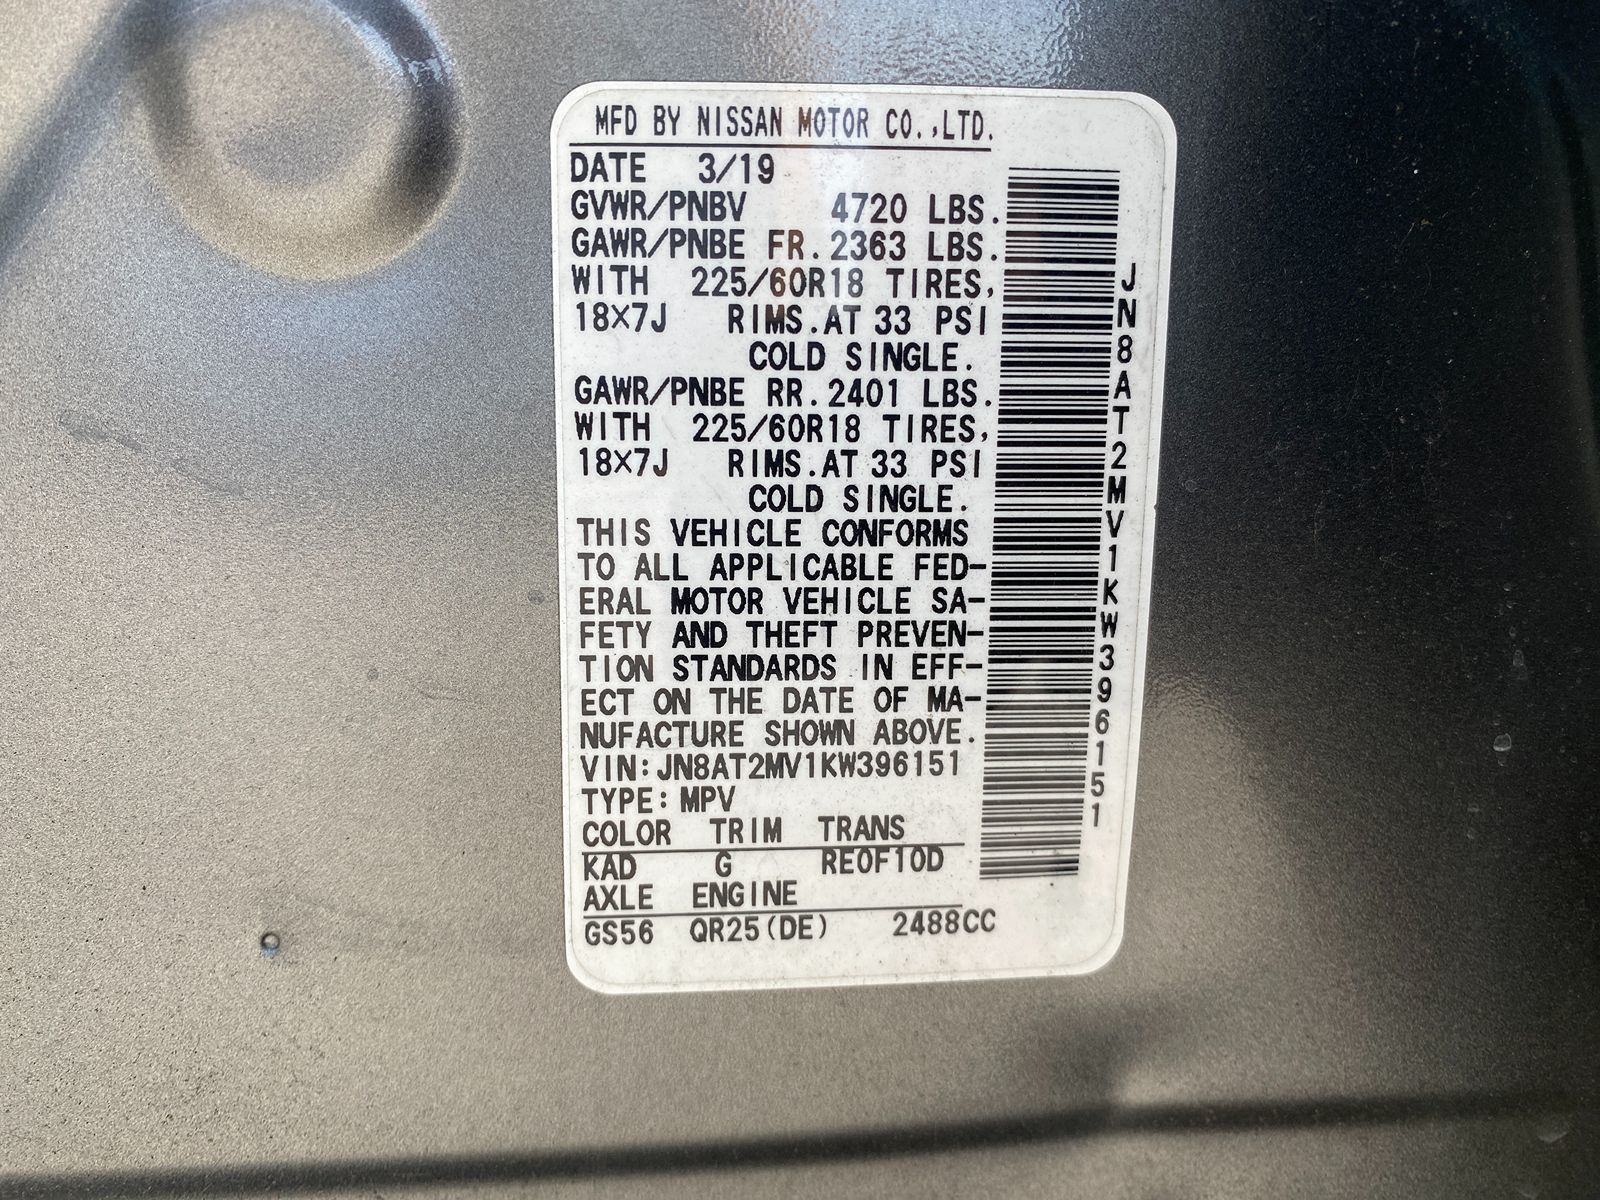 MFD BY NISSAN MOTOR CO.,LTD.
DATE 3/19
GVWR/PNBV 4720 LBS.
GAWR/PNBE FR.2363 LBS.
WITH 225/60R18 TIRES,
18×7J RIMS.AT 33 PSI
COLD SINGLE.
GAWR/PNBE RR.2401 LBS.
WITH 225/60R18 TIRES,
18×7J RIMS.AT 33 PSI
COLD SINGLE.
THIS VEHICLE CONFORMS
TO ALL APPLICABLE FED-
ERAL MOTOR VEHICLE SA-
FETY AND THEFT PREVEN-
TION STANDARDS IN EFF-
ECT ON THE DATE OF MA-
NUFACTURE SHOWN ABOVE.
VIN:JN8AT2MV1KW396151
TYPE:MPV
COLOR TRIM TRANS
KAD G RE0F10D
AXLE ENGINE
GS56 QR25(DE) 2488CC
JN8AT2MV1KW396151